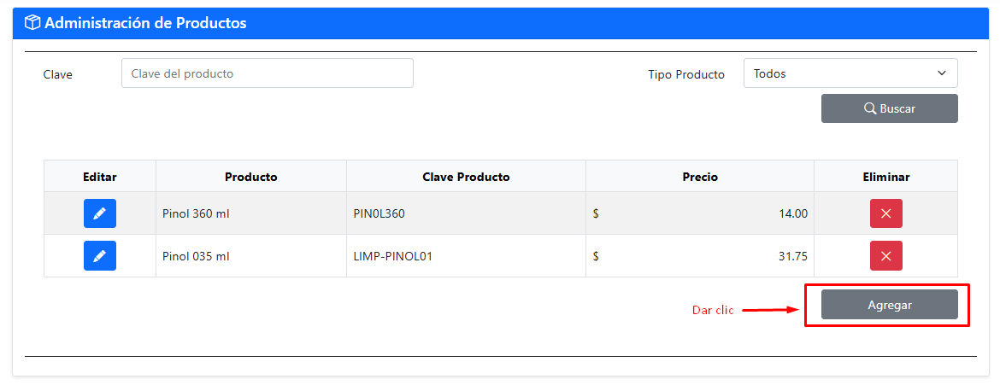 Administración de Productos
Clave Clave del producto Tipo Producto Todos
Buscar
Editar Producto Clave Producto Precio Eliminar
Pinol 360 ml PIN0L360 $ 14.00
Pinol 035 ml LIMP-PINOL01 $ 31.75
Dar clic Agregar